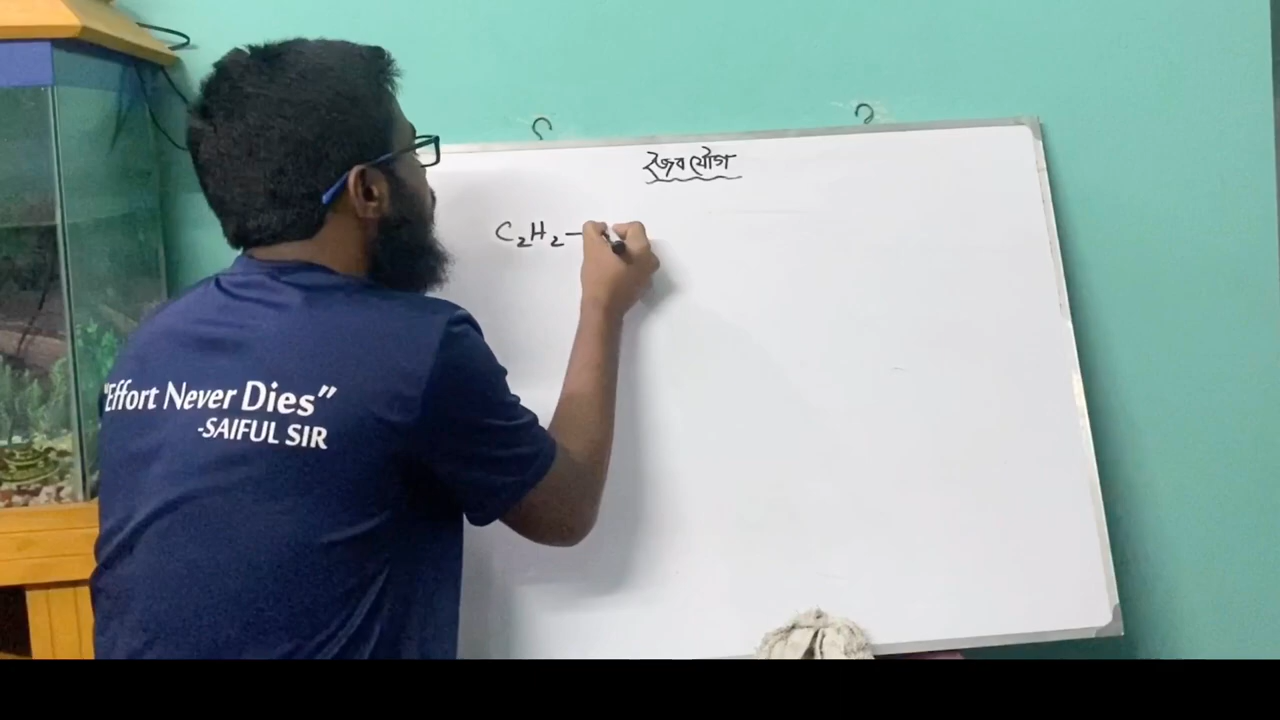 জৈব যৌগ
C₂H₂ —
"Effort Never Dies"
-SAIFUL SIR